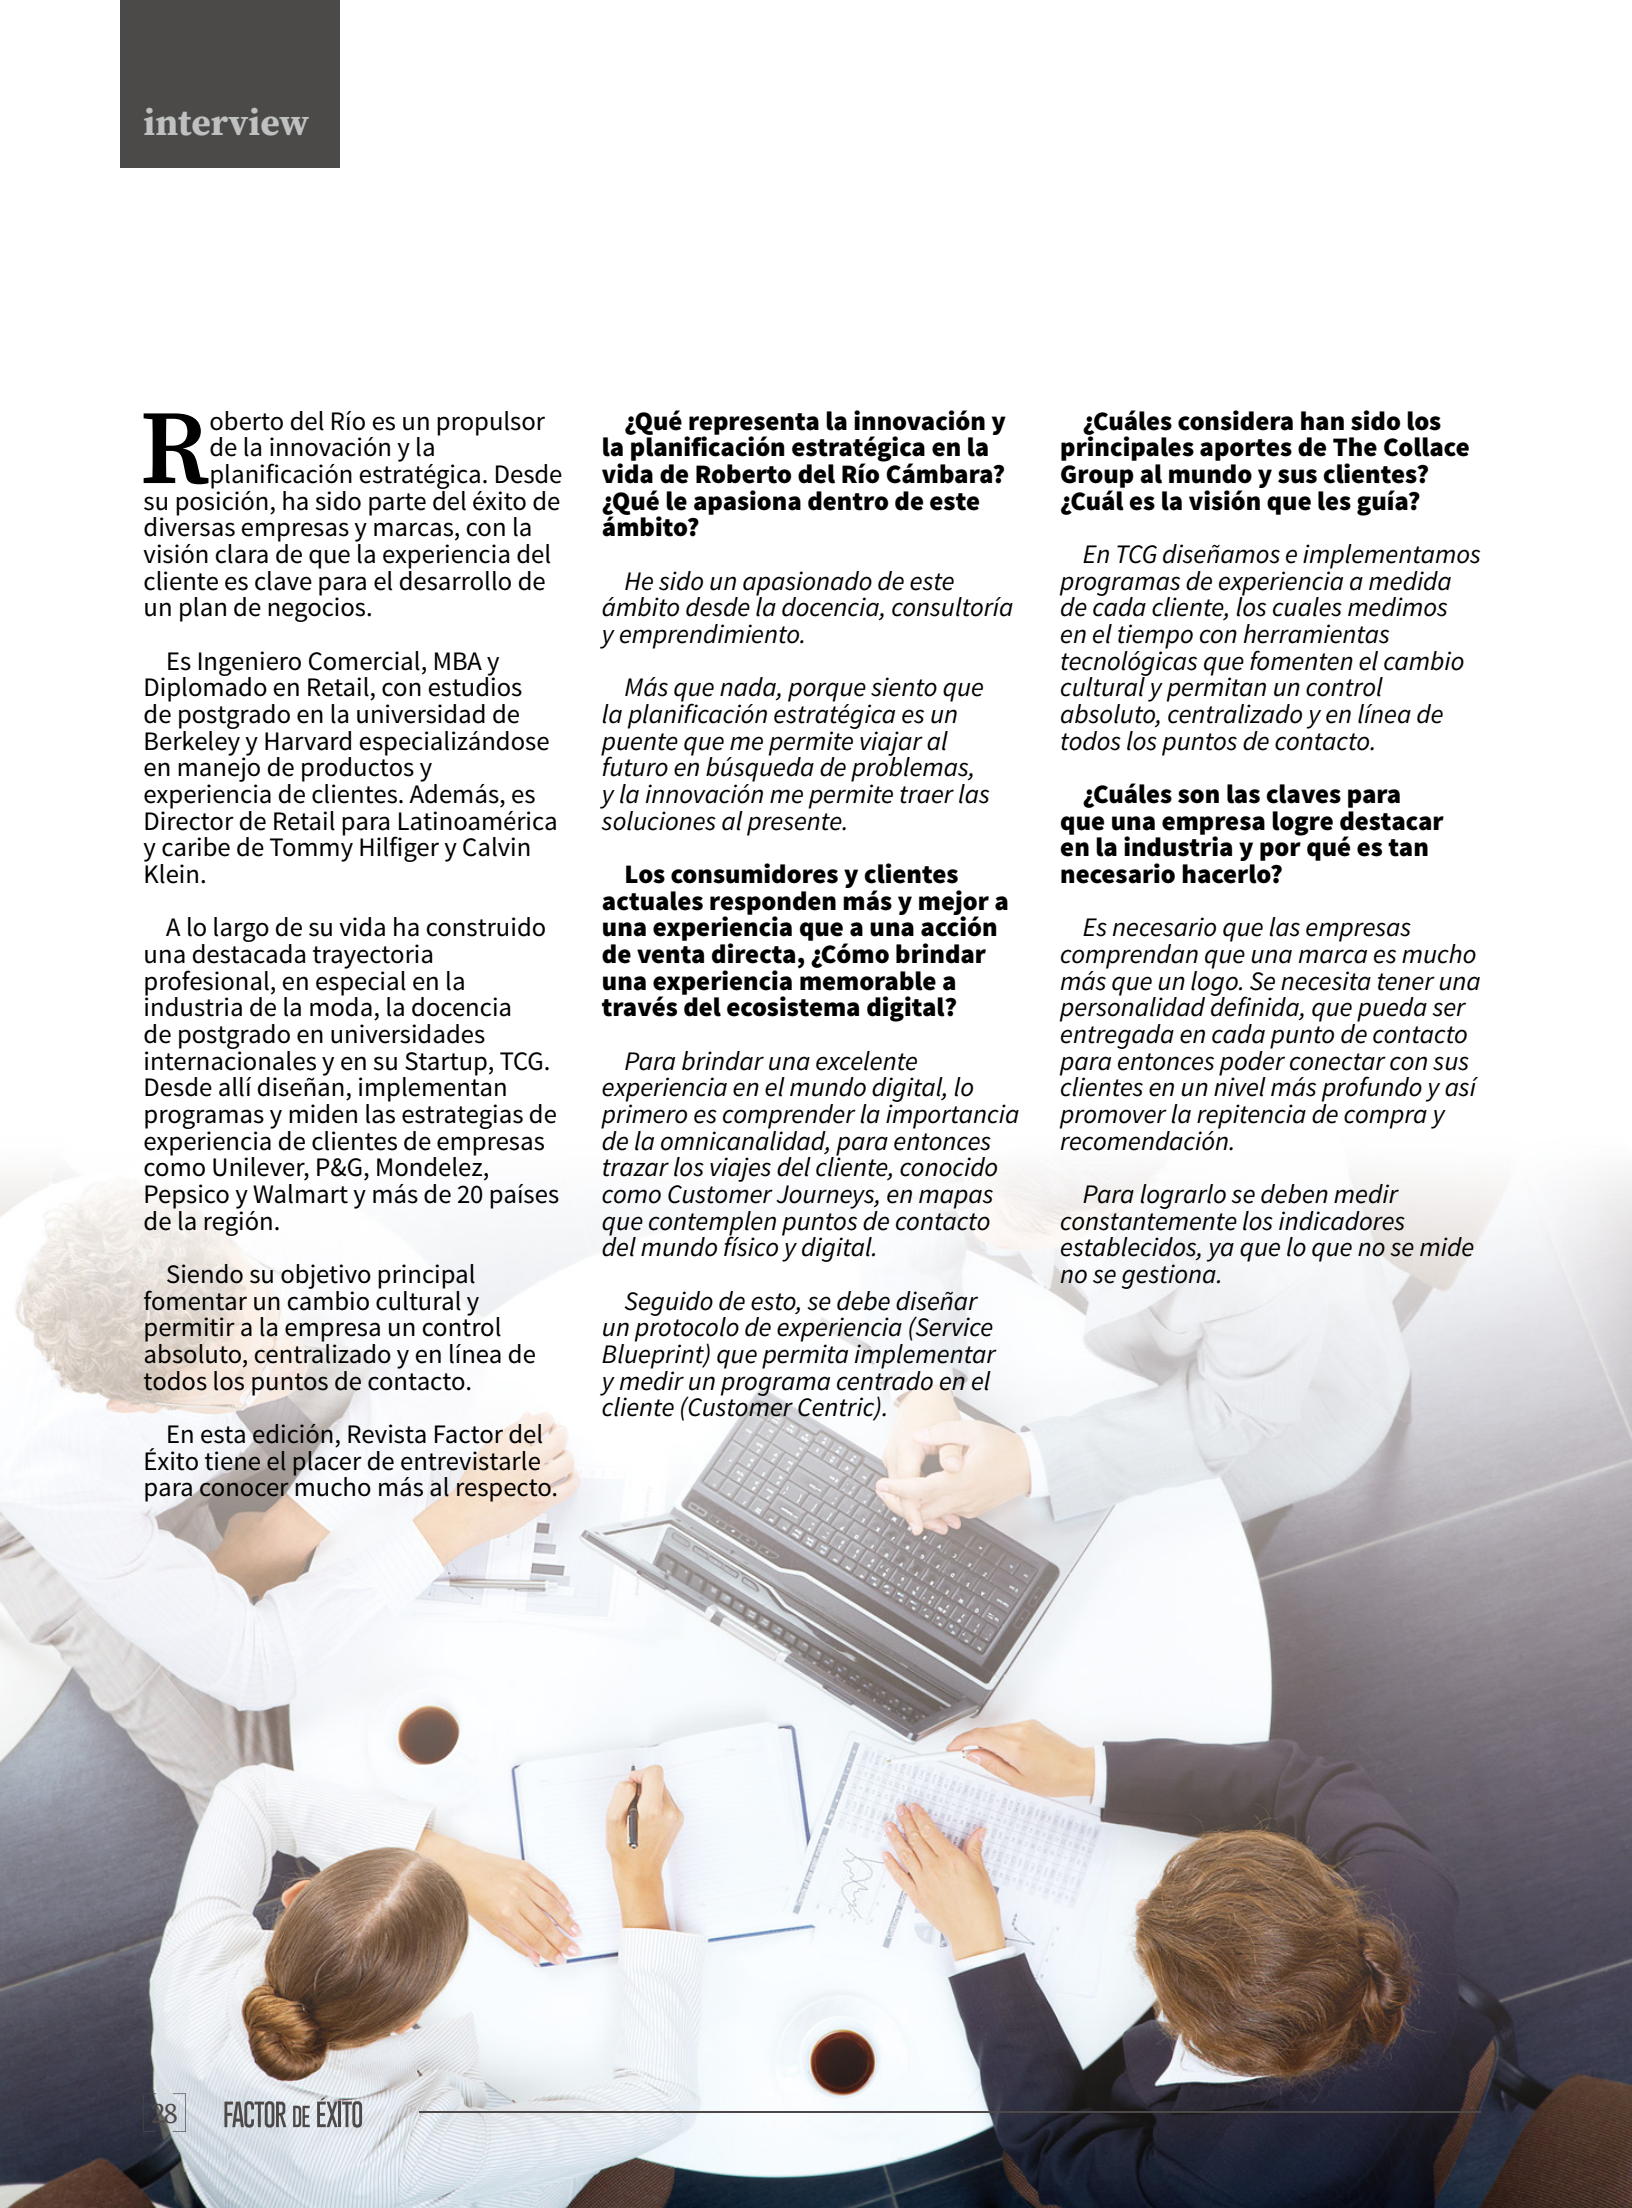 interview
Roberto del Río es un propulsor
de la innovación y la
planificación estratégica. Desde
su posición, ha sido parte del éxito de
diversas empresas y marcas, con la
visión clara de que la experiencia del
cliente es clave para el desarrollo de
un plan de negocios.
Es Ingeniero Comercial, MBA y
Diplomado en Retail, con estudios
de postgrado en la universidad de
Berkeley y Harvard especializándose
en manejo de productos y
experiencia de clientes. Además, es
Director de Retail para Latinoamérica
y caribe de Tommy Hilfiger y Calvin
Klein.
A lo largo de su vida ha construido
una destacada trayectoria
profesional, en especial en la
industria de la moda, la docencia
de postgrado en universidades
internacionales y en su Startup, TCG.
Desde allí diseñan, implementan
programas y miden las estrategias de
experiencia de clientes de empresas
como Unilever, P&G, Mondelez,
Pepsico y Walmart y más de 20 países
de la región.
Siendo su objetivo principal
fomentar un cambio cultural y
permitir a la empresa un control
absoluto, centralizado y en línea de
todos los puntos de contacto.
En esta edición, Revista Factor del
Éxito tiene el placer de entrevistarle
para conocer mucho más al respecto.
¿Qué representa la innovación y
la planificación estratégica en la
vida de Roberto del Río Cámbara?
¿Qué le apasiona dentro de este
ámbito?
He sido un apasionado de este
ámbito desde la docencia, consultoría
y emprendimiento.
Más que nada, porque siento que
la planificación estratégica es un
puente que me permite viajar al
futuro en búsqueda de problemas,
y la innovación me permite traer las
soluciones al presente.
Los consumidores y clientes
actuales responden más y mejor a
una experiencia que a una acción
de venta directa, ¿Cómo brindar
una experiencia memorable a
través del ecosistema digital?
Para brindar una excelente
experiencia en el mundo digital, lo
primero es comprender la importancia
de la omnicanalidad, para entonces
trazar los viajes del cliente, conocido
como Customer Journeys, en mapas
que contemplen puntos de contacto
del mundo físico y digital.
Seguido de esto, se debe diseñar
un protocolo de experiencia (Service
Blueprint) que permita implementar
y medir un programa centrado en el
cliente (Customer Centric).
¿Cuáles considera han sido los
principales aportes de The Collace
Group al mundo y sus clientes?
¿Cuál es la visión que les guía?
En TCG diseñamos e implementamos
programas de experiencia a medida
de cada cliente, los cuales medimos
en el tiempo con herramientas
tecnológicas que fomenten el cambio
cultural y permitan un control
absoluto, centralizado y en línea de
todos los puntos de contacto.
¿Cuáles son las claves para
que una empresa logre destacar
en la industria y por qué es tan
necesario hacerlo?
Es necesario que las empresas
comprendan que una marca es mucho
más que un logo. Se necesita tener una
personalidad definida, que pueda ser
entregada en cada punto de contacto
para entonces poder conectar con sus
clientes en un nivel más profundo y así
promover la repitencia de compra y
recomendación.
Para lograrlo se deben medir
constantemente los indicadores
establecidos, ya que lo que no se mide
no se gestiona.
28
FACTOR DE ÉXITO